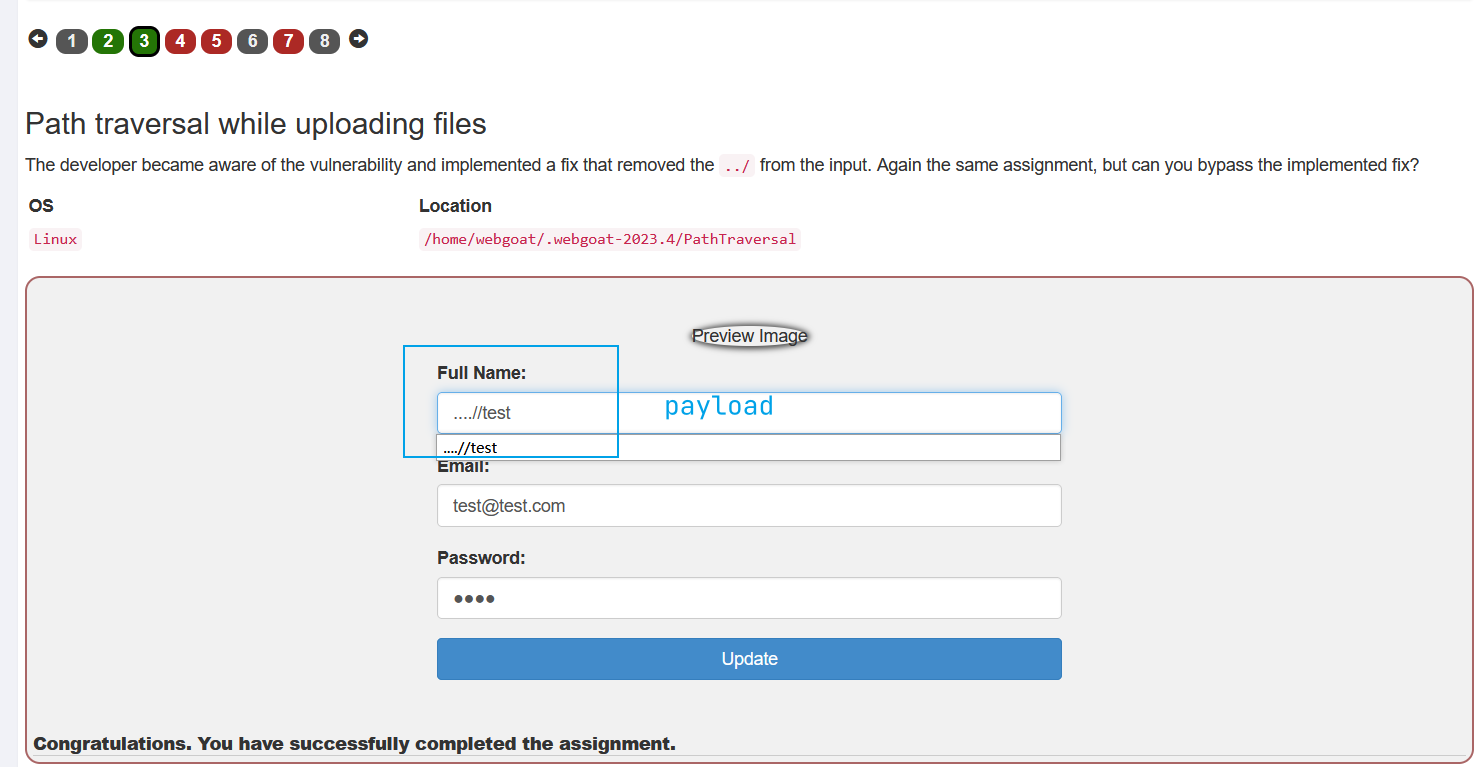 1 2 3 4 5 6 7 8
Path traversal while uploading files
The developer became aware of the vulnerability and implemented a fix that removed the ../ from the input. Again the same assignment, but can you bypass the implemented fix?
OS Location
Linux /home/webgoat/.webgoat-2023.4/PathTraversal
Preview Image
Full Name:
....//test payload
....//test
Email:
test@test.com
Password:
••••
Update
Congratulations. You have successfully completed the assignment.